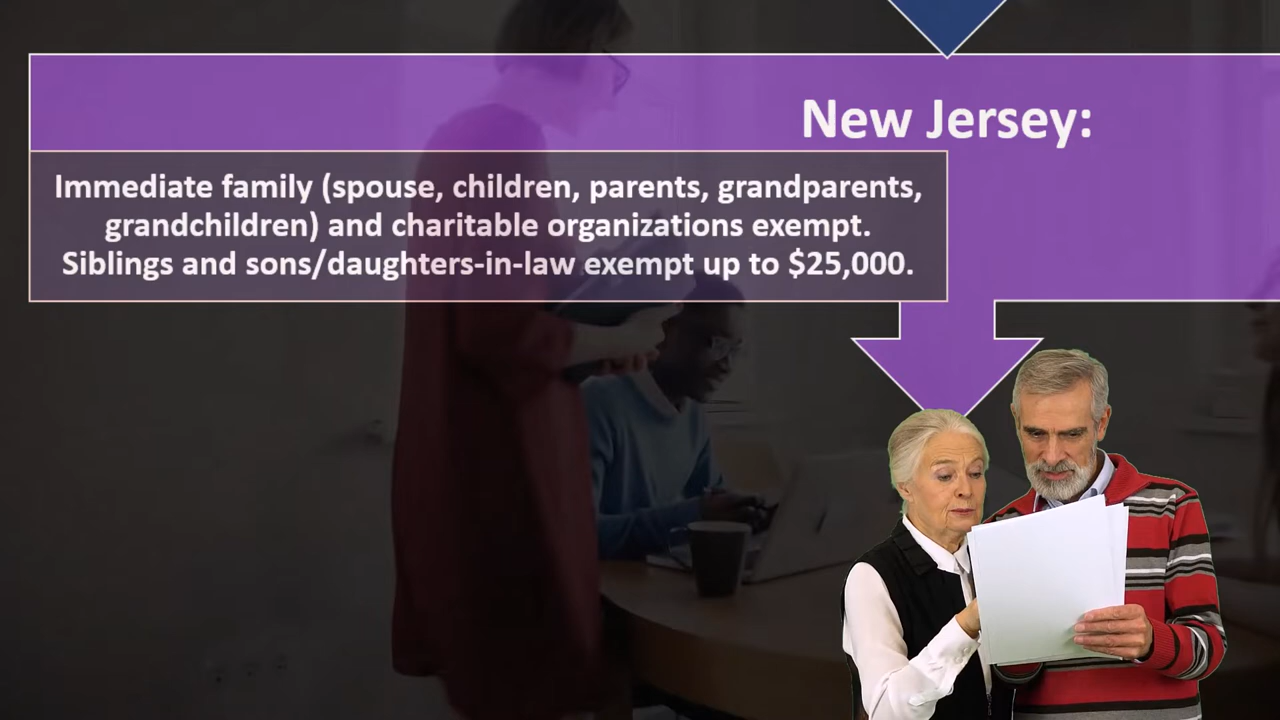 New Jersey:
Immediate family (spouse, children, parents, grandparents,
grandchildren) and charitable organizations exempt.
Siblings and sons/daughters-in-law exempt up to $25,000.